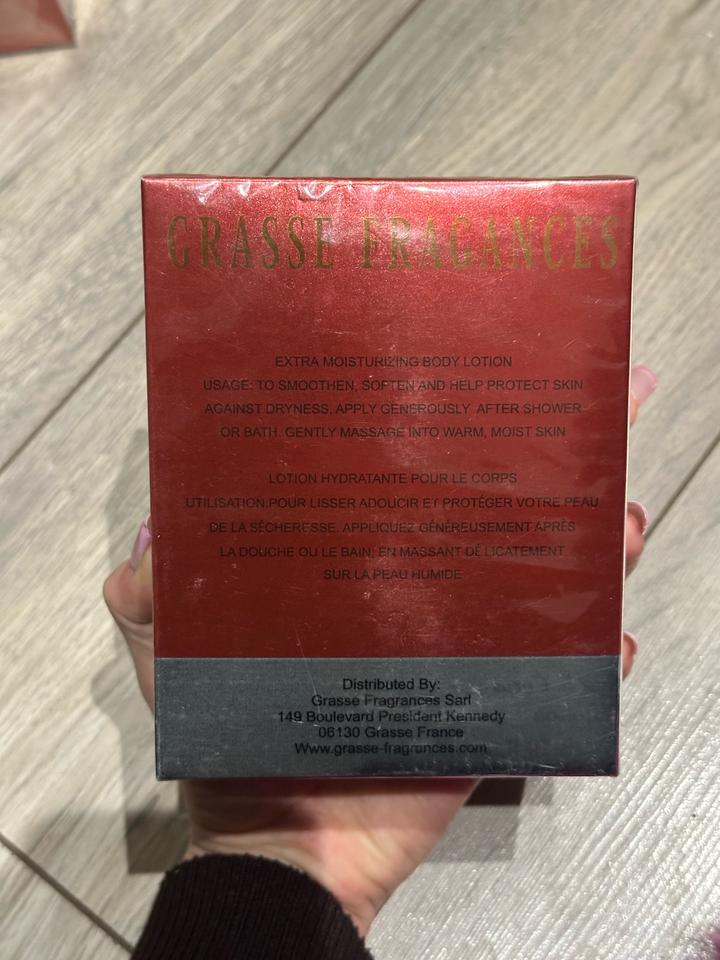 GRASSE FRAGANCES
EXTRA MOISTURIZING BODY LOTION
USAGE: TO SMOOTHEN, SOFTEN AND HELP PROTECT SKIN
AGAINST DRYNESS, APPLY GENEROUSLY AFTER SHOWER
OR BATH. GENTLY MASSAGE INTO WARM, MOIST SKIN
LOTION HYDRATANTE POUR LE CORPS
UTILISATION:POUR LISSER ADOUCIR ET PROTÉGER VOTRE PEAU
DE LA SÉCHERESSE. APPLIQUEZ GÉNÉREUSEMENT APRÈS
LA DOUCHE OU LE BAIN, EN MASSANT DÉLICATEMENT
SUR LA PEAU HUMIDE
Distributed By:
Grasse Fragrances Sarl
149 Boulevard President Kennedy
06130 Grasse France
Www.grasse-fragrances.com